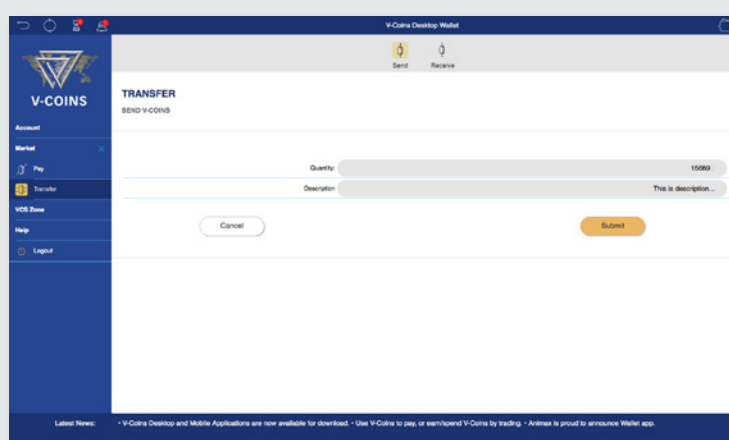 V-Coins Desktop Wallet
Send
Receive
V-COINS
TRANSFER
SEND V-COINS
Account
Market
Pay
Transfer
VCS Zone
Help
Logout
Quantity:
15689
Description
This is description...
Cancel
Submit
Latest News:
- V-Coins Desktop and Mobile Applications are now available for download. - Use V-Coins to pay, or earn/spend V-Coins by trading. - Animax is proud to announce Wallet app.